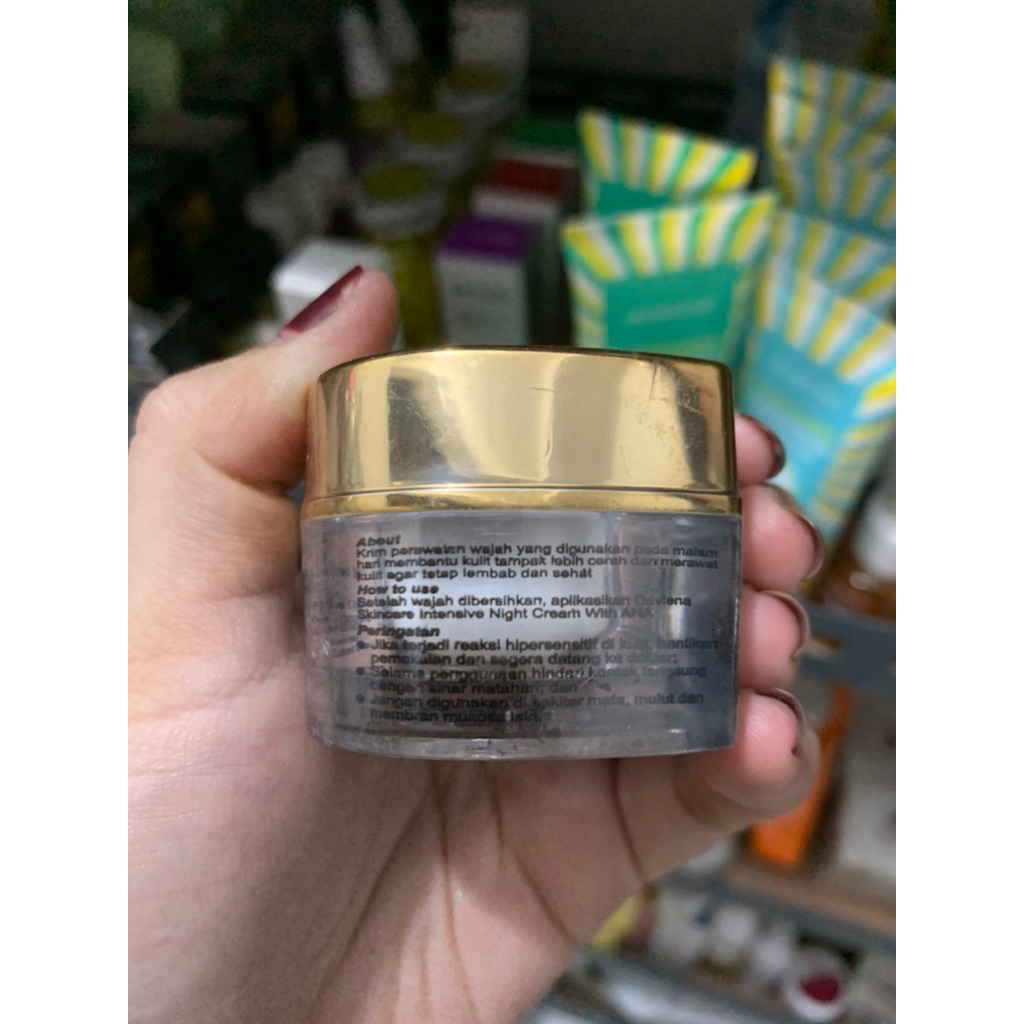 About
Krim perawatan wajah yang digunakan pada malam
hari membantu kulit tampak lebih cerah dan merawat
kulit agar tetap lembab dan sehat
How to use
Setelah wajah dibersihkan, aplikasikan Daviena
Skincare Intensive Night Cream With AHA
Peringatan
• Jika terjadi reaksi hipersensitif di kulit, hentikan
pemakaian dan segera datang ke dokter;
• Selama penggunaan hindari kontak langsung
dengan sinar matahari; dan
• Jangan digunakan di sekitar mata, mulut dan
membran mukosa